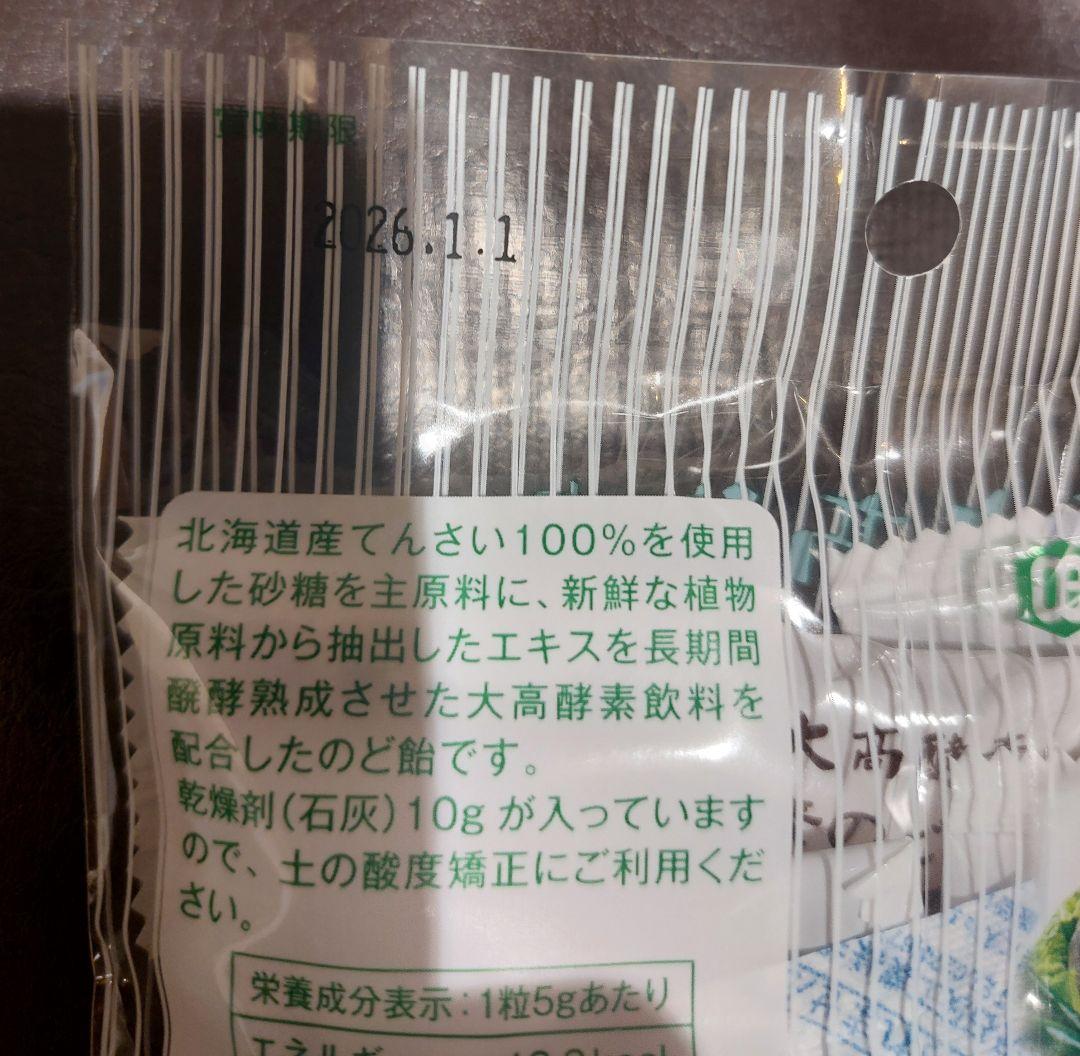 賞味期限
2026.1.1
北海道産てんさい100%を使用
した砂糖を主原料に、新鮮な植物
原料から抽出したエキスを長期間
醗酵熟成させた大高酵素飲料を
配合したのど飴です。
乾燥剤（石灰）10gが入っています
ので、土の酸度矯正にご利用くだ
さい。
栄養成分表示：1粒5gあたり